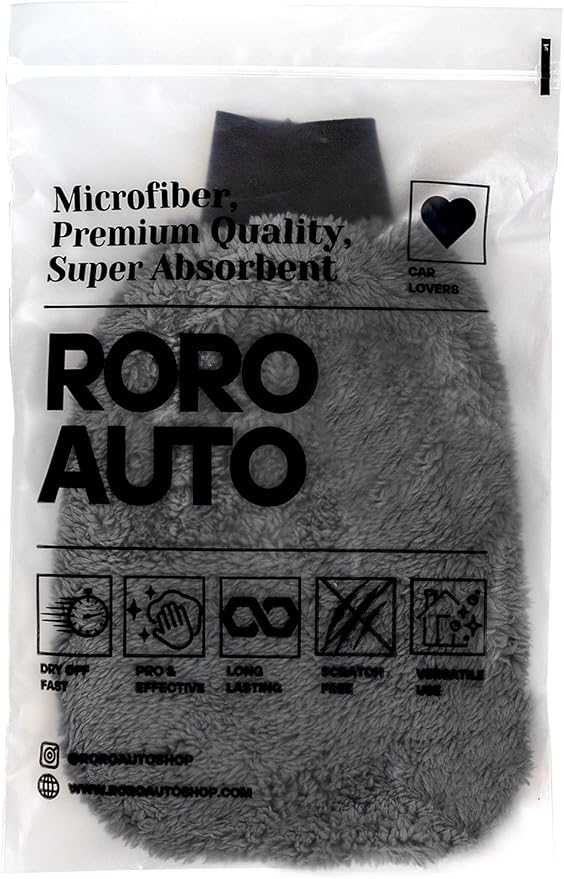 Microfiber,
Premium Quality,
Super Absorbent
CAR
LOVERS
RORO
AUTO
DRY OFF
FAST
PRO &
EFFECTIVE
LONG
LASTING
SCRATCH
FREE
VERSATILE
USE
@ROROAUTOSHOP
WWW.ROROAUTOSHOP.COM